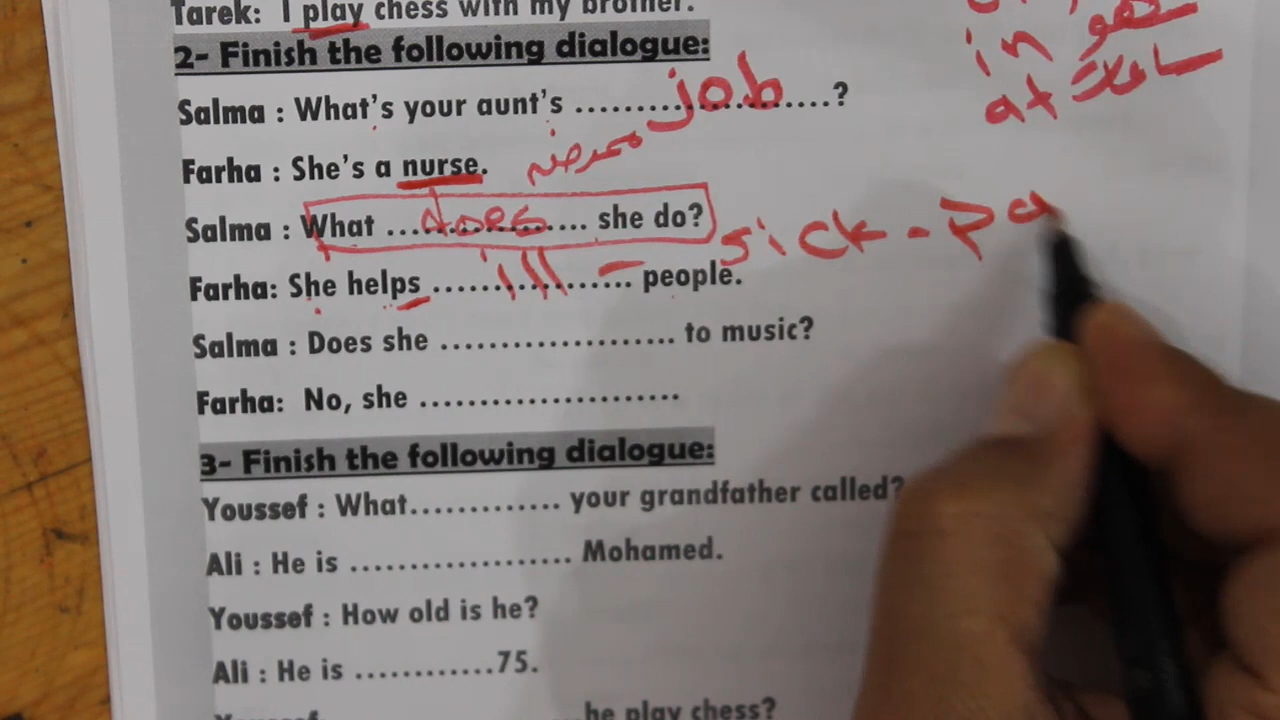 Tarek: I play chess with my brother.
2- Finish the following dialogue:
in
at ساعات
Salma : What's your aunt's ...... job ......?
Farha : She's a nurse. ممرضة
Salma : What ...... does ...... she do?
sick - pa
Farha: She helps ...... ill ...... people.
Salma : Does she .................... to music?
Farha: No, she ......................
3- Finish the following dialogue:
Youssef : What............. your grandfather called?
Ali : He is ................... Mohamed.
Youssef : How old is he?
Ali : He is ............75.
Youssef he play chess?